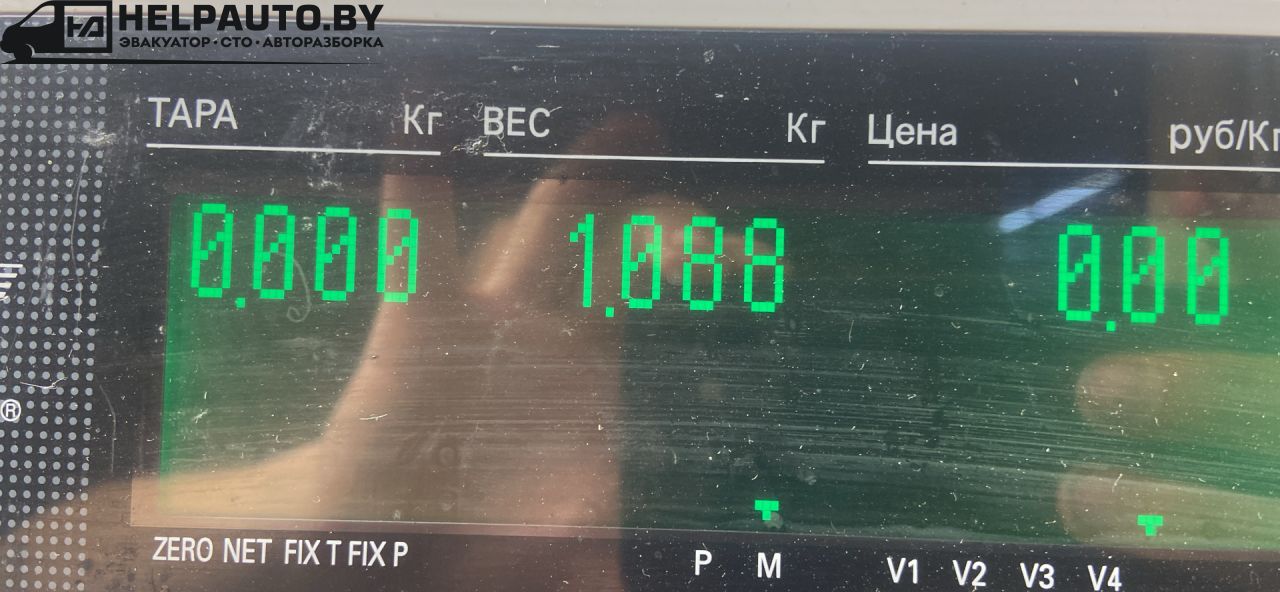 HELPAUTO.BY
ЭВАКУАТОР·СТО·АВТОРАЗБОРКА
ТАРА Кг ВЕС Кг Цена руб/Кг
0.000 1.088 0.00
®
ZERO NET FIX T FIX P P M V1 V2 V3 V4